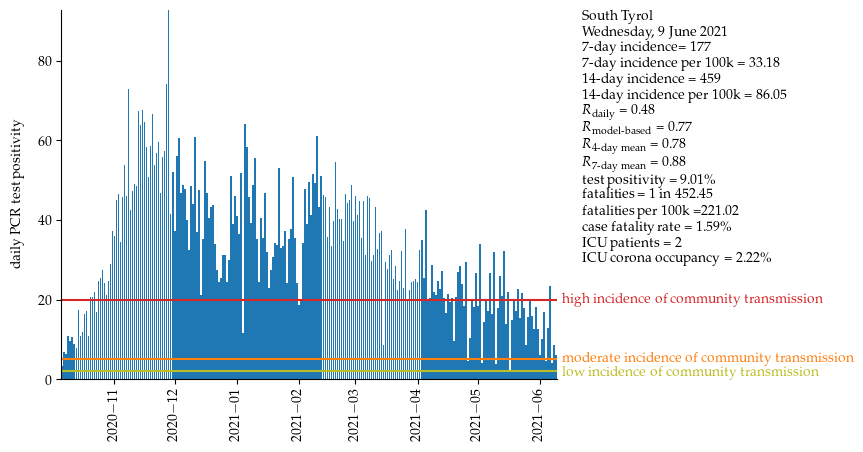 South Tyrol
Wednesday, 9 June 2021
7-day incidence= 177
7-day incidence per 100k = 33.18
14-day incidence = 459
14-day incidence per 100k = 86.05
R_daily = 0.48
R_model-based = 0.77
R_4-day mean = 0.78
R_7-day mean = 0.88
test positivity = 9.01%
fatalities = 1 in 452.45
fatalities per 100k =221.02
case fatality rate = 1.59%
ICU patients = 2
ICU corona occupancy = 2.22%
daily PCR test positivity
80
60
40
20
0
high incidence of community transmission
moderate incidence of community transmission
low incidence of community transmission
2020−11
2020−12
2021−01
2021−02
2021−03
2021−04
2021−05
2021−06